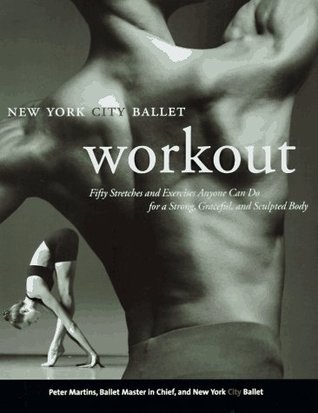 NEW YORK CITY BALLET
workout
Fifty Stretches and Exercises Anyone Can Do
for a Strong, Graceful, and Sculpted Body
Peter Martins, Ballet Master in Chief, and New York City Ballet